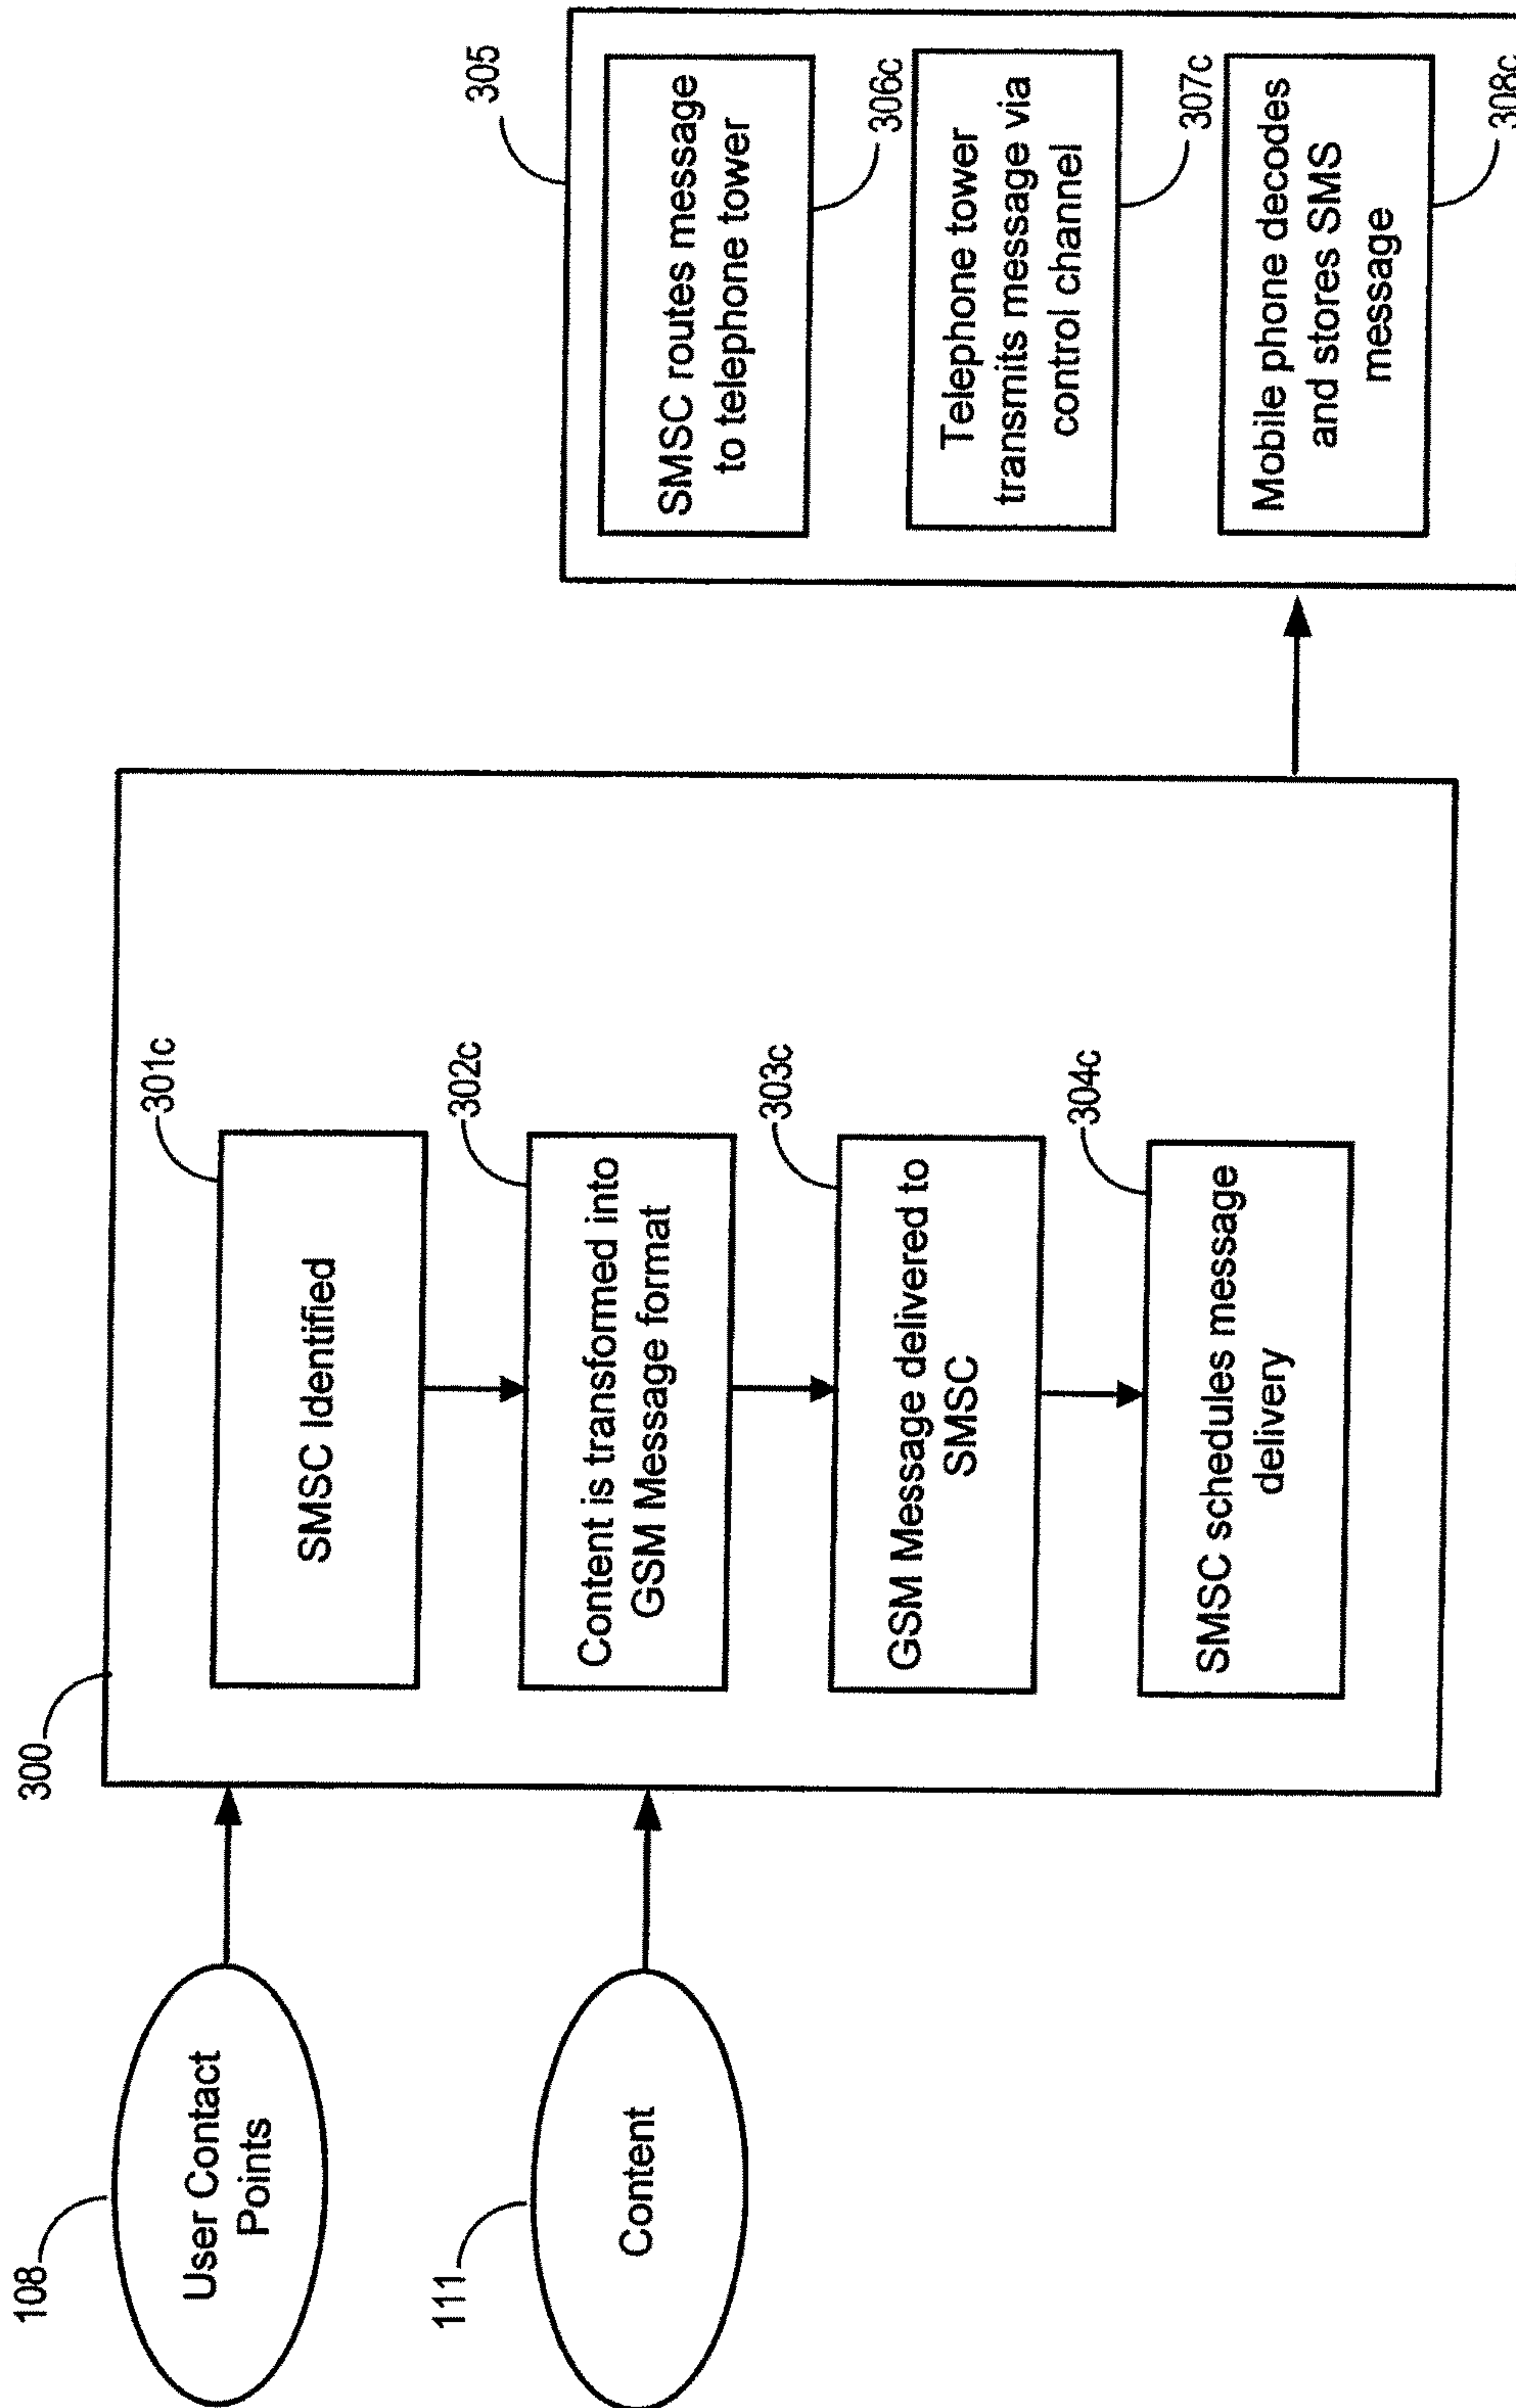 108
User Contact
Points
111
Content
300
301c
SMSC Identified
302c
Content is transformed into
GSM Message format
303c
GSM Message delivered to
SMSC
304c
SMSC schedules message
delivery
305
SMSC routes message
to telephone tower
306c
Telephone tower
transmits message via
control channel
307c
Mobile phone decodes
and stores SMS
message
308c